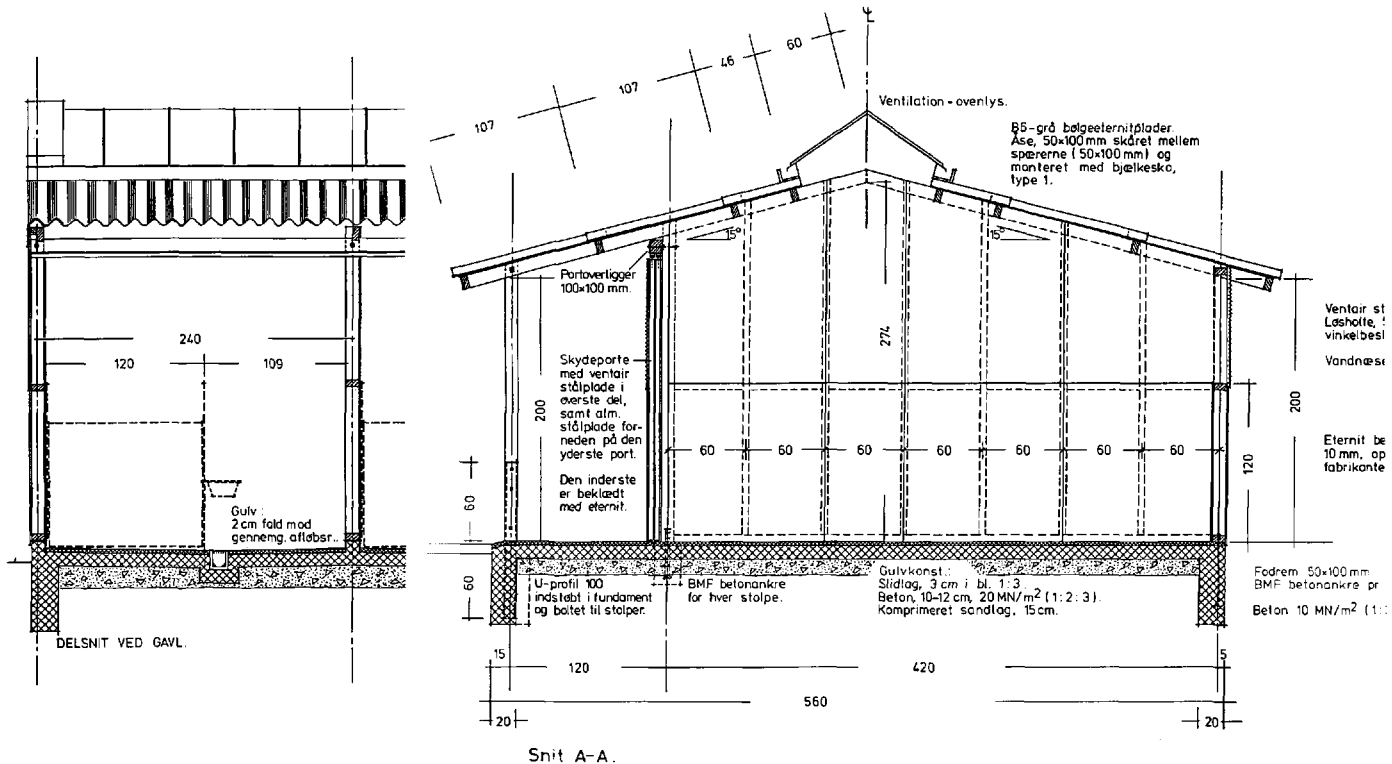 107
107
46
60
Ventilation - ovenlys.
B5-grå bølgeeternitplader.
Åse, 50×100 mm skåret mellem
spærerne (50×100 mm) og
monteret med bjælkesko,
type 1.
15°
15°
Portoverligger
100×100 mm.
240
120
109
Gulv :
2 cm fald mod
gennemg. afløbsr..
DELSNIT VED GAVL.
200
60
60
Skydeporte
med ventair
stålplade i
øverste del,
samt alm.
stålplade for-
neden på den
yderste port.
Den inderste
er beklædt
med eternit.
274
60
60
60
60
60
60
60
120
200
Ventair st
Løsholte,
vinkelbesl
Vandnæse
Eternit be
10 mm, op
fabrikante
U-profil 100
indstøbt i fundament
og boltet til stolper.
BMF betonankre
for hver stolpe.
Gulvkonst.:
Slidlag, 3 cm i bl. 1:3.
Beton, 10-12 cm, 20 MN/m² (1:2:3).
Komprimeret sandlag, 15 cm.
Fodrem 50×100 mm
BMF betonankre pr
Beton 10 MN/m² (1:
15
120
420
5
560
20
20
Snit A-A.